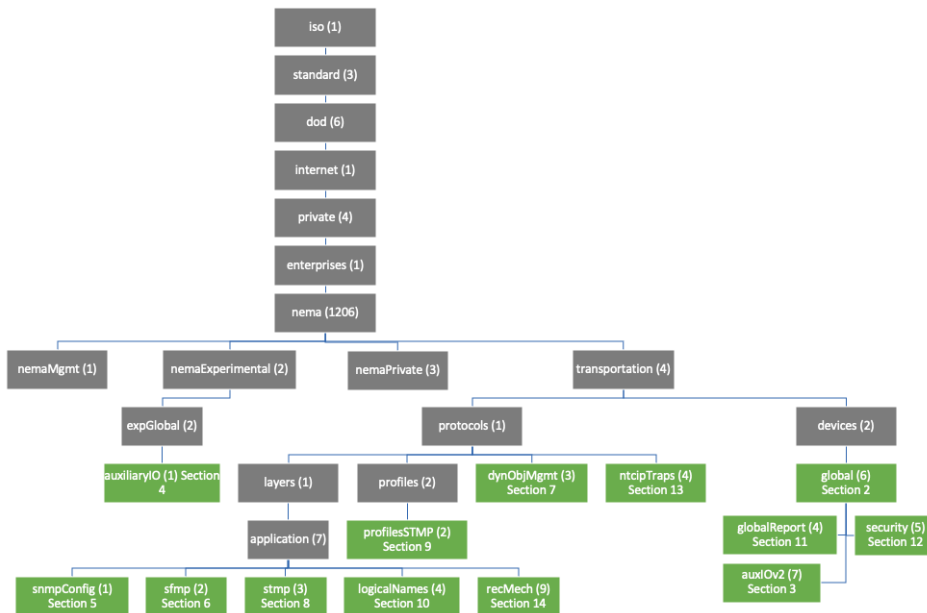 iso (1)
standard (3)
dod (6)
internet (1)
private (4)
enterprises (1)
nema (1206)
nemaMgmt (1)
nemaExperimental (2)
nemaPrivate (3)
transportation (4)
expGlobal (2)
protocols (1)
devices (2)
auxiliaryIO (1) Section
4
layers (1)
profiles (2)
dynObjMgmt (3)
Section 7
ntcipTraps (4)
Section 13
global (6)
Section 2
application (7)
profilesSTMP (2)
Section 9
globalReport (4)
Section 11
security (5)
Section 12
snmpConfig (1)
Section 5
sfmp (2)
Section 6
stmp (3)
Section 8
logicalNames (4)
Section 10
recMech (9)
Section 14
auxIOv2 (7)
Section 3